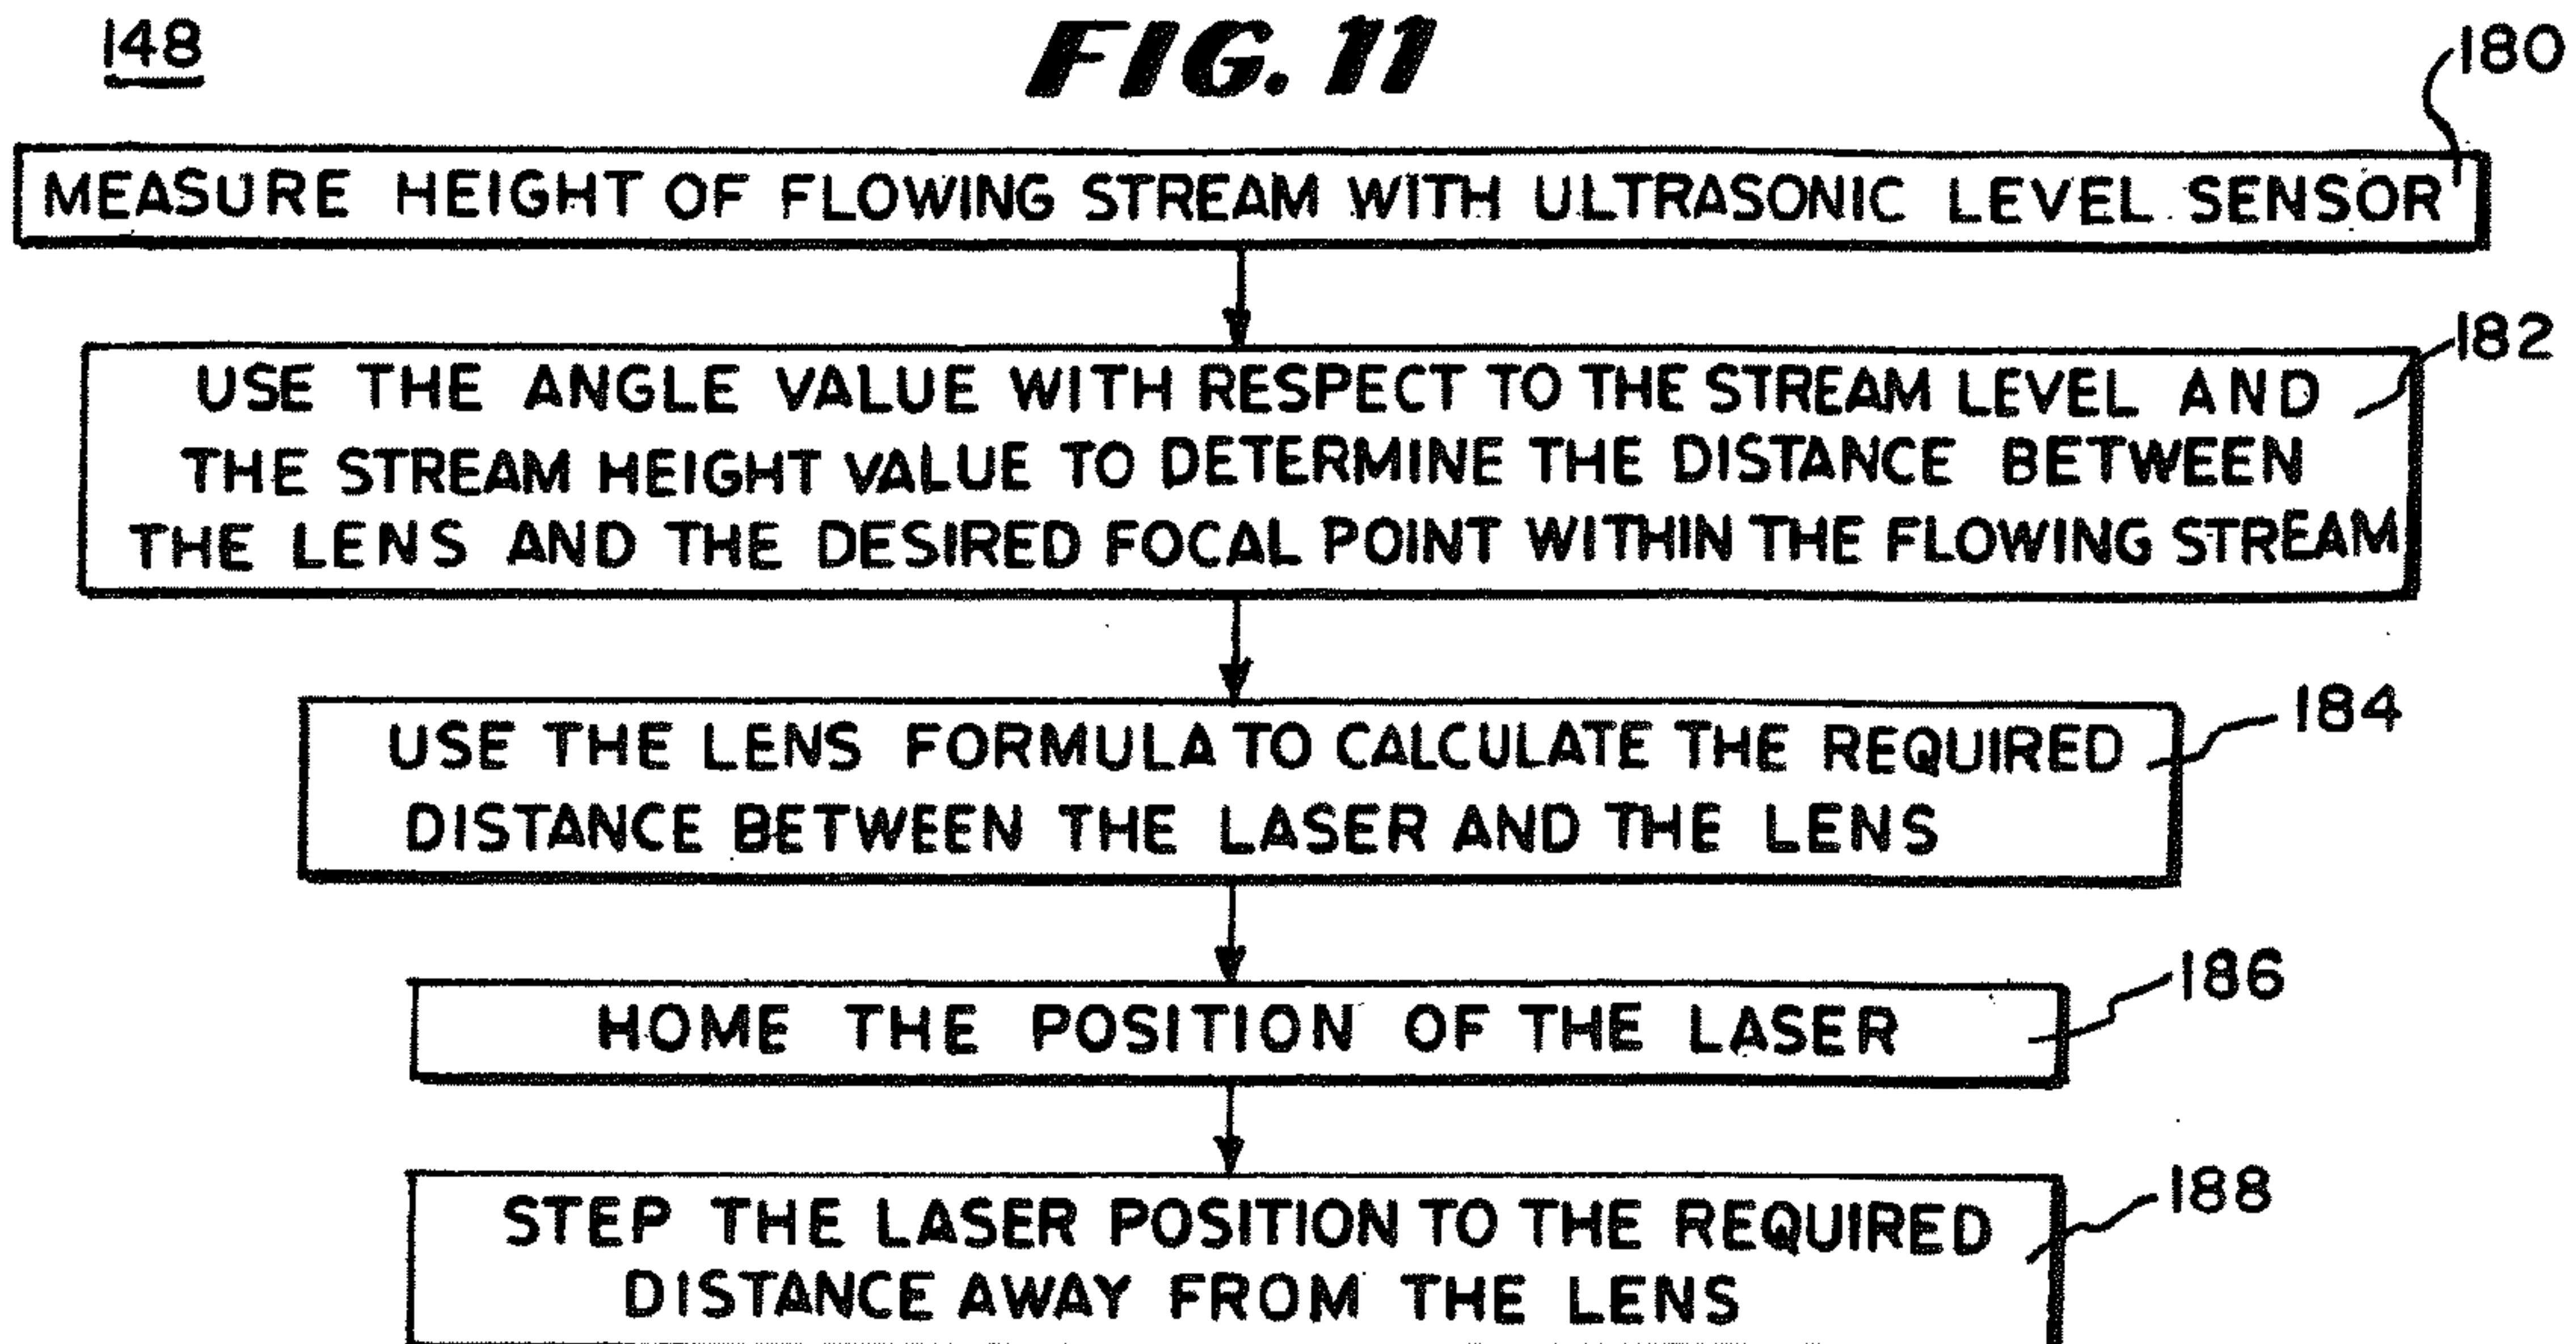 148
FIG. 11
180
MEASURE HEIGHT OF FLOWING STREAM WITH ULTRASONIC LEVEL SENSOR
182
USE THE ANGLE VALUE WITH RESPECT TO THE STREAM LEVEL AND
THE STREAM HEIGHT VALUE TO DETERMINE THE DISTANCE BETWEEN
THE LENS AND THE DESIRED FOCAL POINT WITHIN THE FLOWING STREAM
184
USE THE LENS FORMULA TO CALCULATE THE REQUIRED
DISTANCE BETWEEN THE LASER AND THE LENS
186
HOME THE POSITION OF THE LASER
188
STEP THE LASER POSITION TO THE REQUIRED
DISTANCE AWAY FROM THE LENS